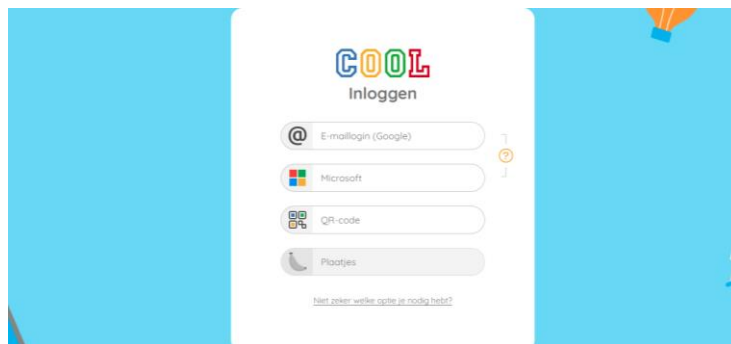 COOL
Inloggen
E-maillogin (Google)
?
Microsoft
QR-code
Plaatjes
Niet zeker welke optie je nodig hebt?